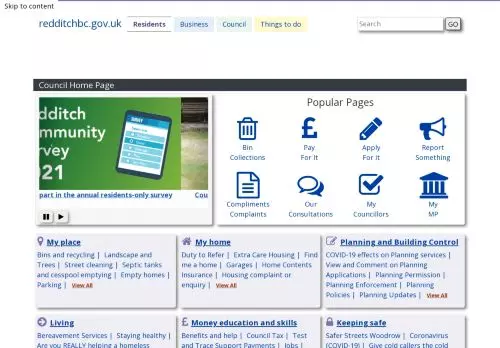 Skip to content
redditchbc.gov.uk
Residents
Business
Council
Things to do
Search
GO
Council Home Page
dditch
mmunity
rvey
021
part in the annual residents-only survey
Cou
Popular Pages
Bin
Collections
Pay
For It
Apply
For it
Report
Something
Compliments
Complaints
Our
Consultations
My
Councillors
My
MP
My place
Bins and recycling | Landscape and
Trees | Street cleaning | Septic tanks
and cesspool emptying | Empty homes |
Parking | View All
My home
Duty to Refer | Extra Care Housing | Find
me a home | Garages | Home Contents
Insurance | Housing complaint or
enquiry | View All
Planning and Building Control
COVID-19 effects on Planning services |
View and Comment on Planning
Applications | Planning Permission |
Planning Enforcement | Planning
Policies | Planning Updates | View All
Living
Bereavement Services | Staying healthy |
Are you REALLY helping a homeless
Money education and skills
Benefits and help | Council Tax | Test
and Trace Support Payments | Jobs |
Keeping safe
Safer Streets Woodrow | Coronavirus
(COVID-19) | Give cold callers the cold